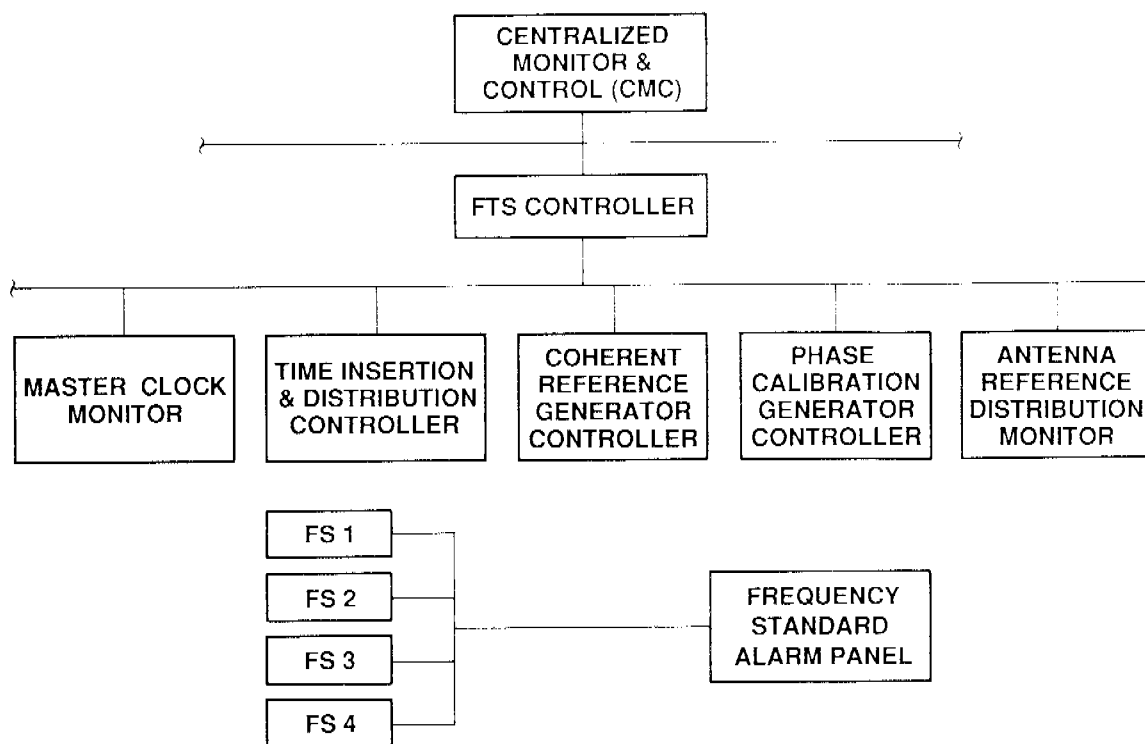 CENTRALIZED
MONITOR &
CONTROL (CMC)
FTS CONTROLLER
MASTER CLOCK
MONITOR
TIME INSERTION
& DISTRIBUTION
CONTROLLER
COHERENT
REFERENCE
GENERATOR
CONTROLLER
PHASE
CALIBRATION
GENERATOR
CONTROLLER
ANTENNA
REFERENCE
DISTRIBUTION
MONITOR
FS 1
FS 2
FS 3
FS 4
FREQUENCY
STANDARD
ALARM PANEL